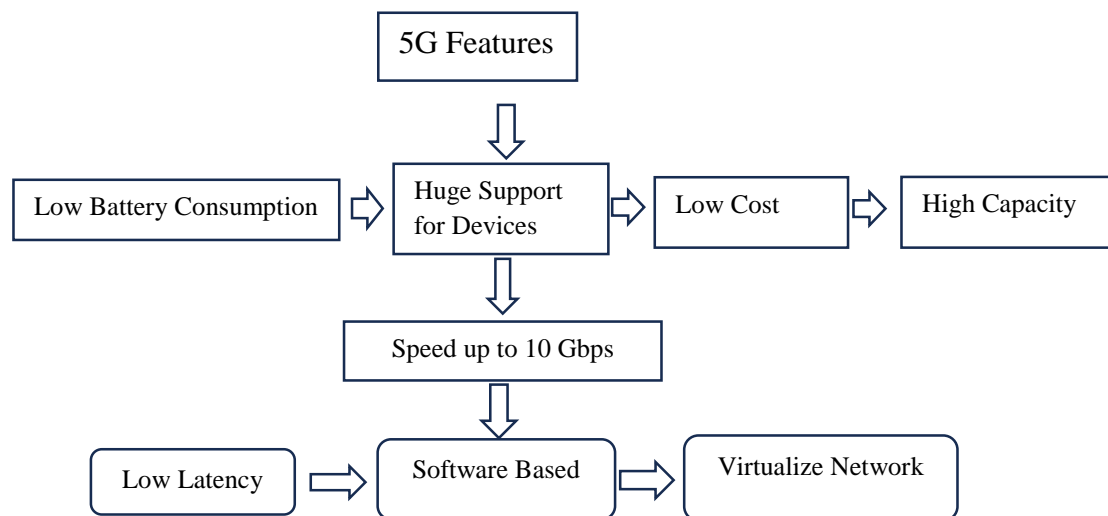 5G Features
Low Battery Consumption
Huge Support
for Devices
Low Cost
High Capacity
Speed up to 10 Gbps
Low Latency
Software Based
Virtualize Network